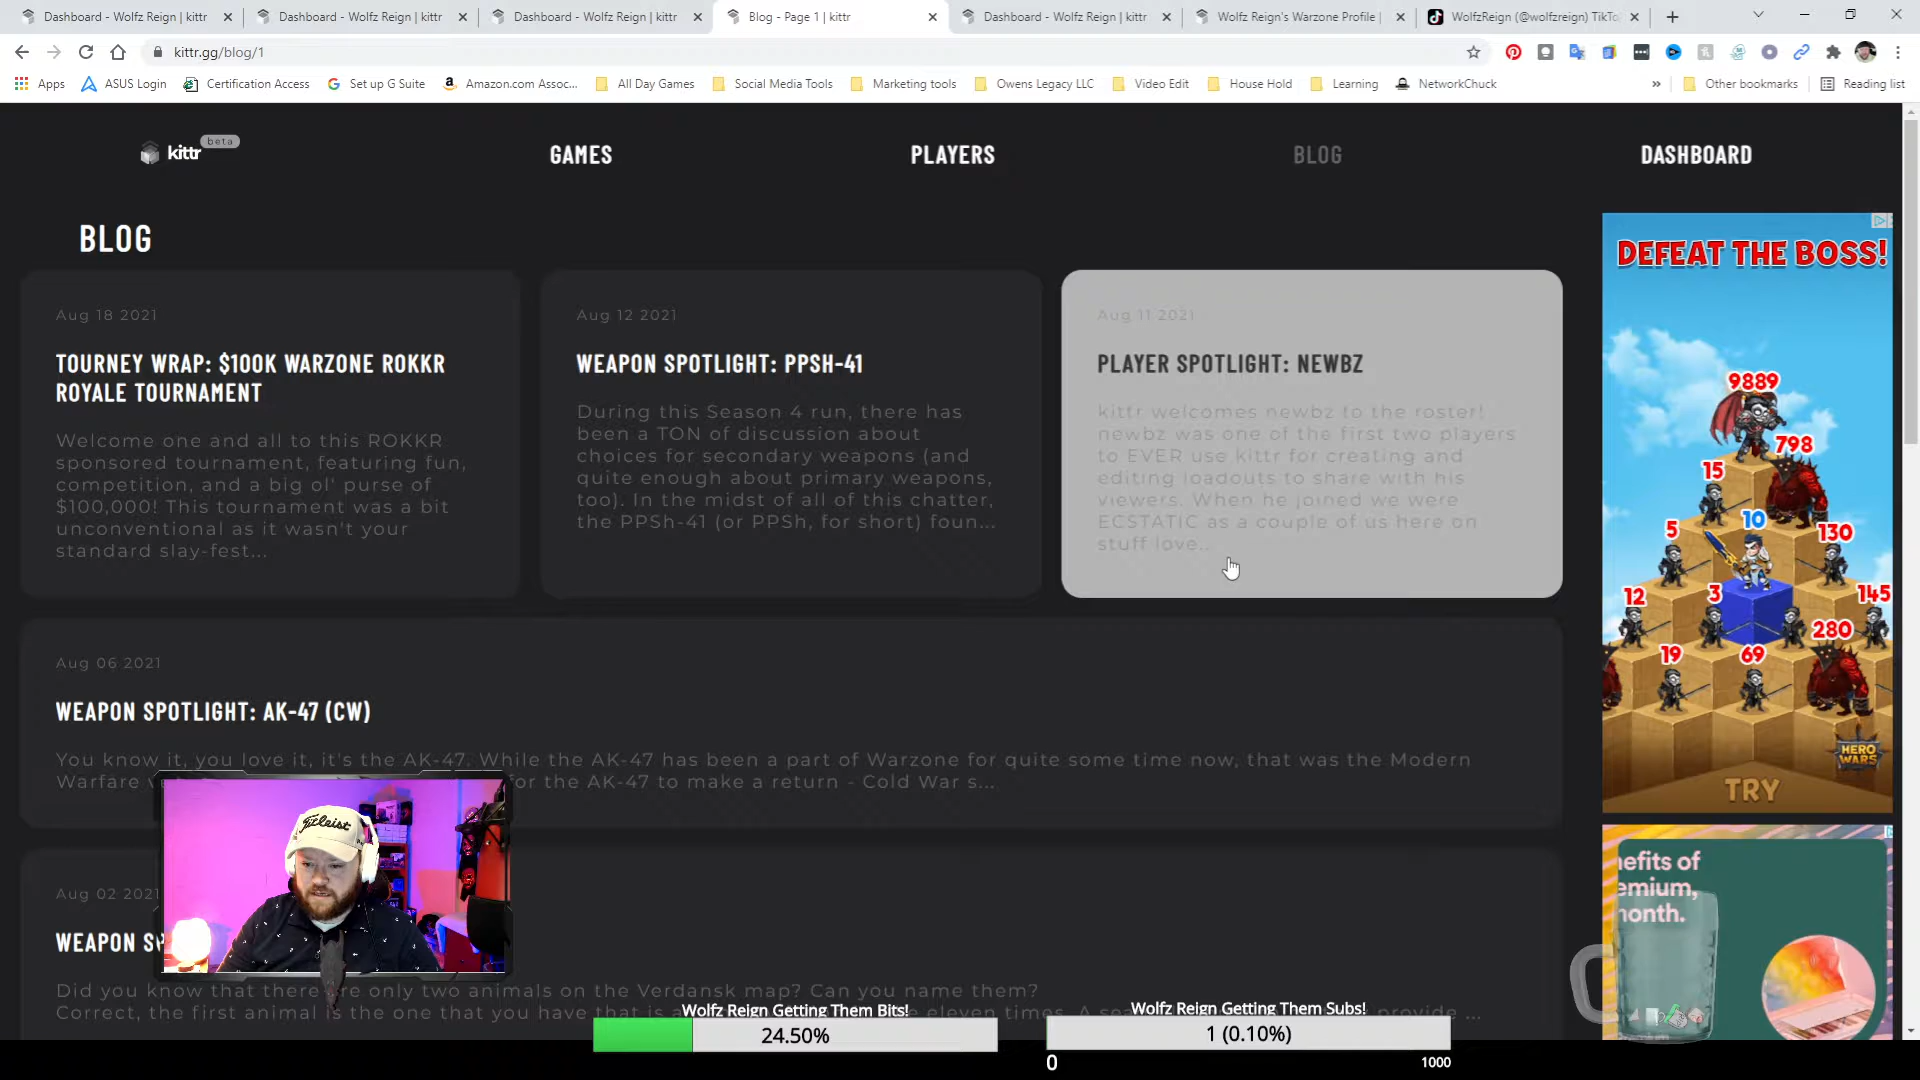 Dashboard - Wolfz Reign | kittr
Dashboard - Wolfz Reign | kittr
Dashboard - Wolfz Reign | kittr
Blog - Page 1 | kittr
Dashboard - Wolfz Reign | kittr
Wolfz Reign's Warzone Profile |
WolfzReign (@wolfzreign) TikTo
kittr.gg/blog/1
Apps
ASUS Login
Certification Access
Set up G Suite
Amazon.com Assoc...
All Day Games
Social Media Tools
Marketing tools
Owens Legacy LLC
Video Edit
House Hold
Learning
NetworkChuck
»
Other bookmarks
Reading list
kittr beta
GAMES
PLAYERS
BLOG
DASHBOARD
BLOG
Aug 18 2021
TOURNEY WRAP: $100K WARZONE ROKKR
ROYALE TOURNAMENT
Welcome one and all to this ROKKR
sponsored tournament, featuring fun,
competition, and a big ol' purse of
$100,000! This tournament was a bit
unconventional as it wasn't your
standard slay-fest...
Aug 12 2021
WEAPON SPOTLIGHT: PPSH-41
During this Season 4 run, there has
been a TON of discussion about
choices for secondary weapons (and
quite enough about primary weapons,
too). In the midst of all of this chatter,
the PPSh-41 (or PPSh, for short) foun...
Aug 11 2021
PLAYER SPOTLIGHT: NEWBZ
kittr welcomes newbz to the roster!
newbz was one of the first two players
to EVER use kittr for creating and
editing loadouts to share with his
viewers. When he joined we were
ECSTATIC as a couple of us here on
stuff love...
Aug 06 2021
WEAPON SPOTLIGHT: AK-47 (CW)
You know it, you love it, it's the AK-47. While the AK-47 has been a part of Warzone for quite some time now, that was the Modern
Warfare or the AK-47 to make a return - Cold War s...
Aug 02 2021
WEAPON
Did you know that there are only two animals on the Verdansk map? Can you name them?
Correct, the first animal is the one that you have that is a eleven times. A provide ...
DEFEAT THE BOSS!
9889
798
15
5
10
130
12
3
145
280
19
69
HERO
WARS
TRY
nefits of
emium,
month.
Titleist
Wolfz Reign Getting Them Bits!
24.50%
Wolfz Reign Getting Them Subs!
1 (0.10%)
0
1000